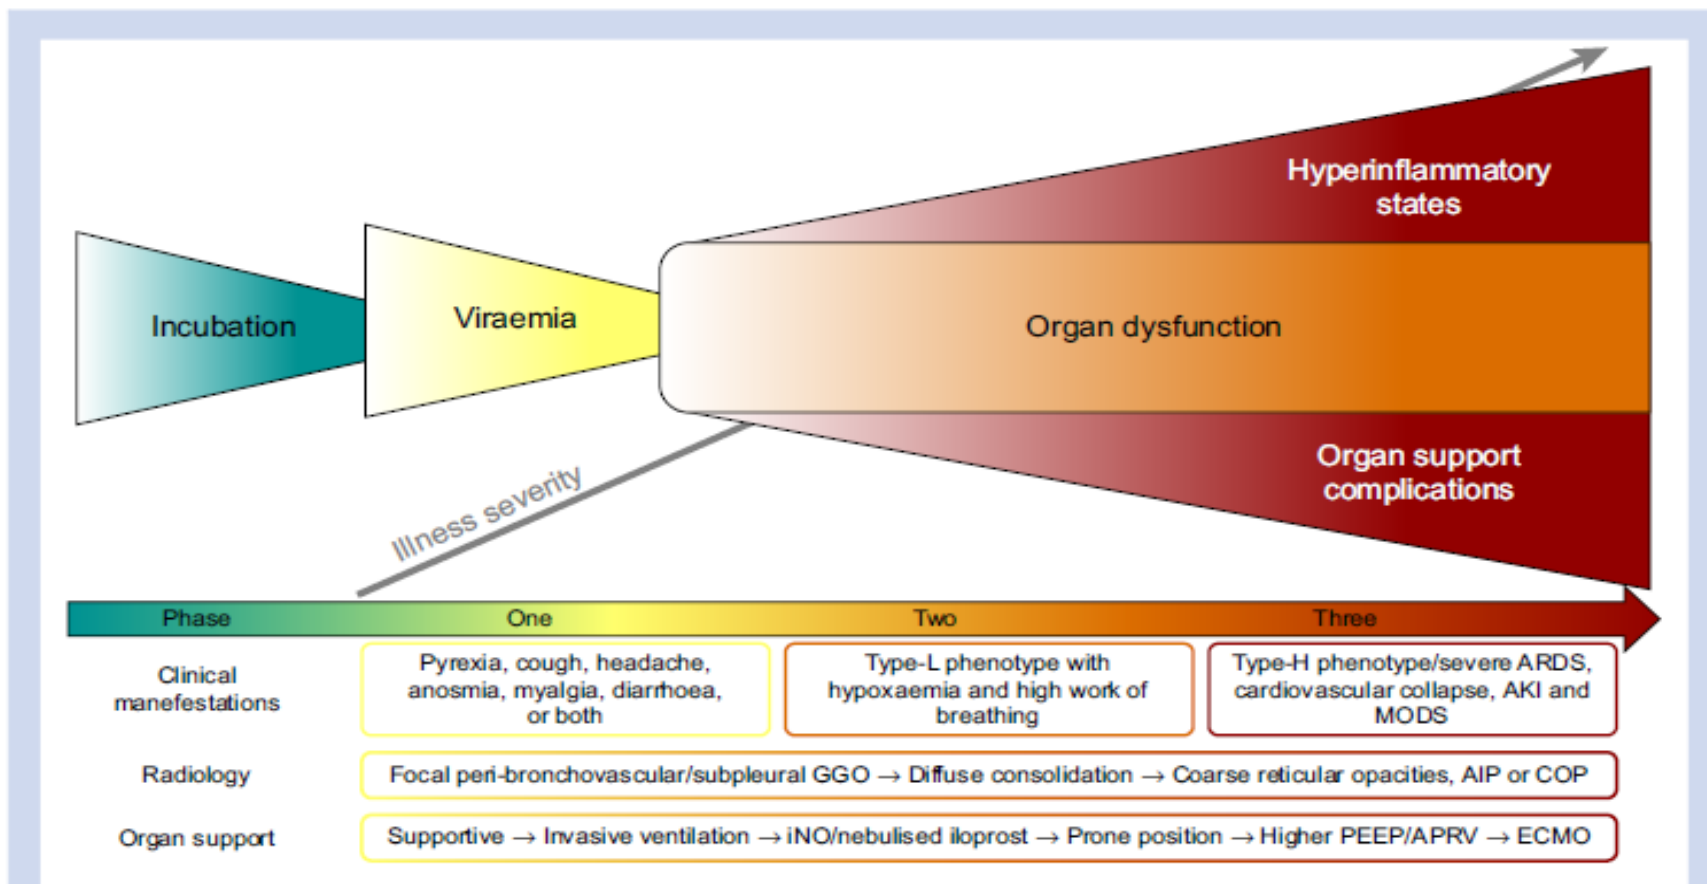 Hyperinflammatory
states
Incubation
Viraemia
Organ dysfunction
Organ support
complications
Illness severity
Phase
One
Two
Three
Clinical
manefestations
Pyrexia, cough, headache,
anosmia, myalgia, diarrhoea,
or both
Type-L phenotype with
hypoxaemia and high work of
breathing
Type-H phenotype/severe ARDS,
cardiovascular collapse, AKI and
MODS
Radiology
Focal peri-bronchovascular/subpleural GGO → Diffuse consolidation → Coarse reticular opacities, AIP or COP
Organ support
Supportive → Invasive ventilation → iNO/nebulised iloprost → Prone position → Higher PEEP/APRV → ECMO